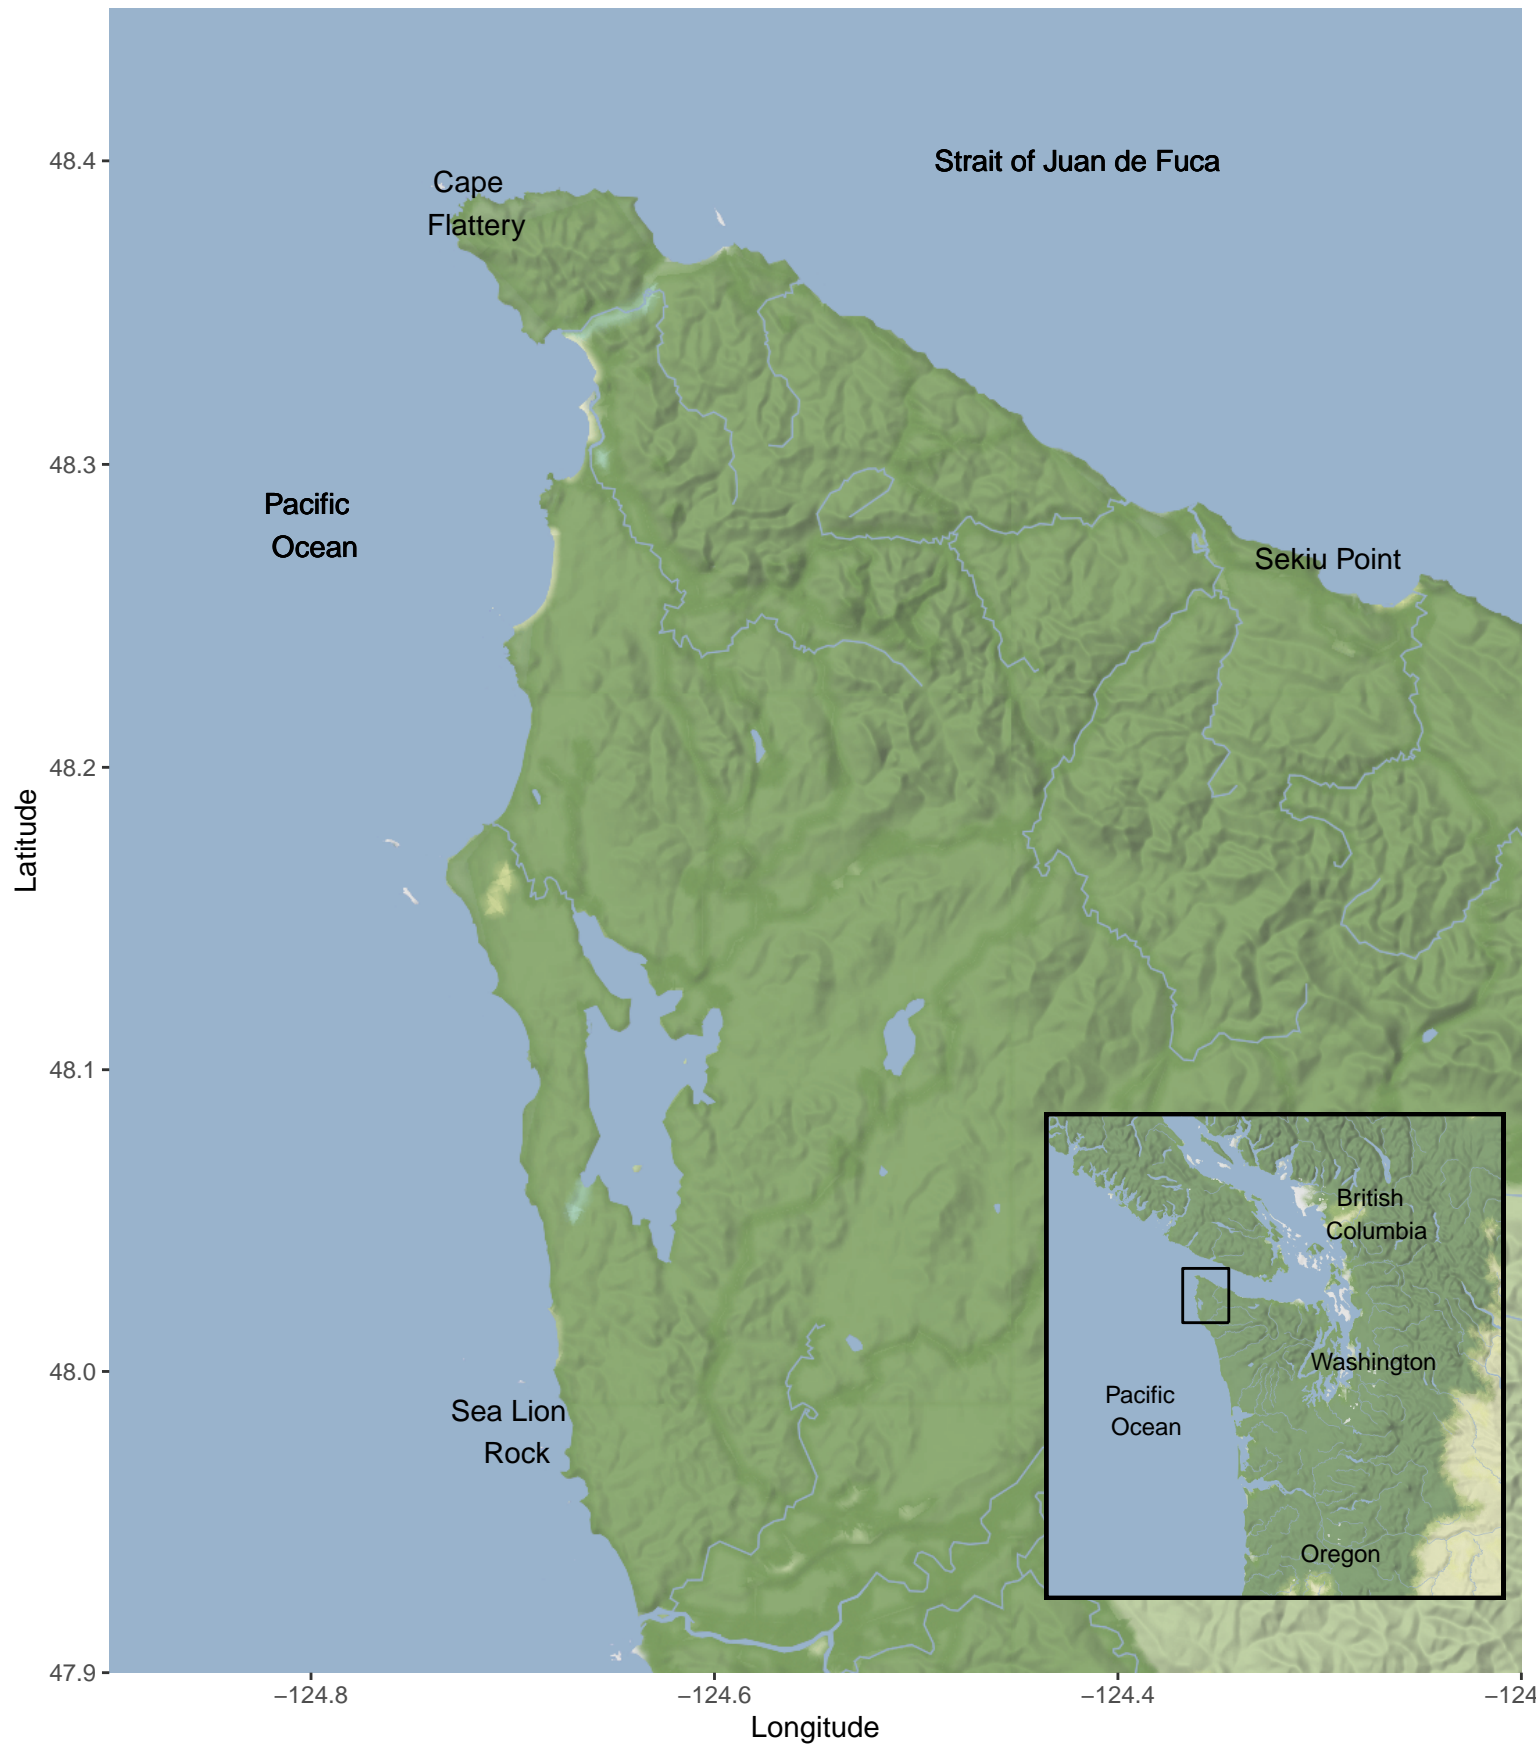 48.4
Strait of Juan de Fuca
Cape
Flattery
48.3
Pacific
Ocean
Sekiu Point
48.2
Latitude
48.1
British
Columbia
48.0
Washington
Pacific
Ocean
Sea Lion
Rock
Oregon
47.9
−124.8
−124.6
−124.4
−124
Longitude